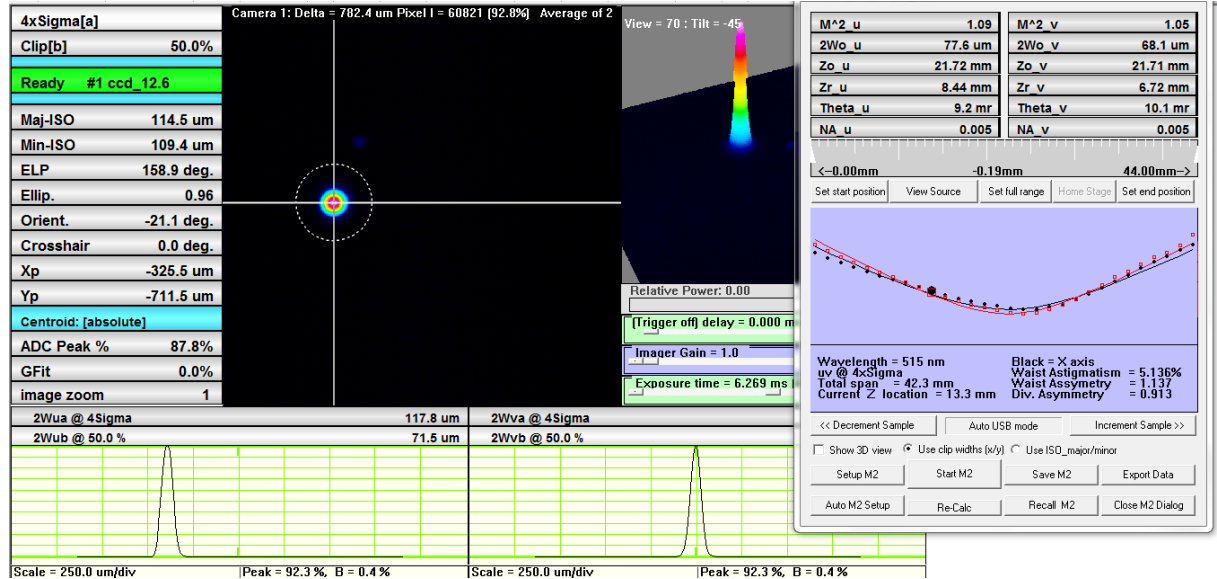 4xSigma[a]
Clip[b] 50.0%
Ready #1 ccd_12.6
Maj-ISO 114.5 um
Min-ISO 109.4 um
ELP 158.9 deg.
Ellip. 0.96
Orient. -21.1 deg.
Crosshair 0.0 deg.
Xp -325.5 um
Yp -711.5 um
Centroid: [absolute]
ADC Peak % 87.8%
GFit 0.0%
image zoom 1
Camera 1: Delta = 782.4 um Pixel I = 60821 (92.8%) Average of 2
View = 70 : Tilt = -45
Relative Power: 0.00
[Trigger off] delay = 0.000 m
Imager Gain = 1.0
Exposure time = 6.269 ms
2Wua @ 4Sigma 117.8 um
2Wub @ 50.0 % 71.5 um
2Wva @ 4Sigma
2Wvb @ 50.0 %
Scale = 250.0 um/div Peak = 92.3 %, B = 0.4 %
Scale = 250.0 um/div Peak = 92.3 %, B = 0.4 %
M^2_u 1.09 M^2_v 1.05
2Wo_u 77.6 um 2Wo_v 68.1 um
Zo_u 21.72 mm Zo_v 21.71 mm
Zr_u 8.44 mm Zr_v 6.72 mm
Theta_u 9.2 mr Theta_v 10.1 mr
NA_u 0.005 NA_v 0.005
<-0.00mm -0.19mm 44.00mm->
Set start position View Source Set full range Home Stage Set end position
Wavelength = 515 nm Black = X axis
uv @ 4xSigma Waist Astigmatism = 5.136%
Total span = 42.3 mm Waist Assymetry = 1.137
Current Z location = 13.3 mm Div. Asymmetry = 0.913
<< Decrement Sample Auto USB mode Increment Sample >>
Show 3D view Use clip widths (x/y) Use ISO_major/minor
Setup M2 Start M2 Save M2 Export Data
Auto M2 Setup Re-Calc Recall M2 Close M2 Dialog